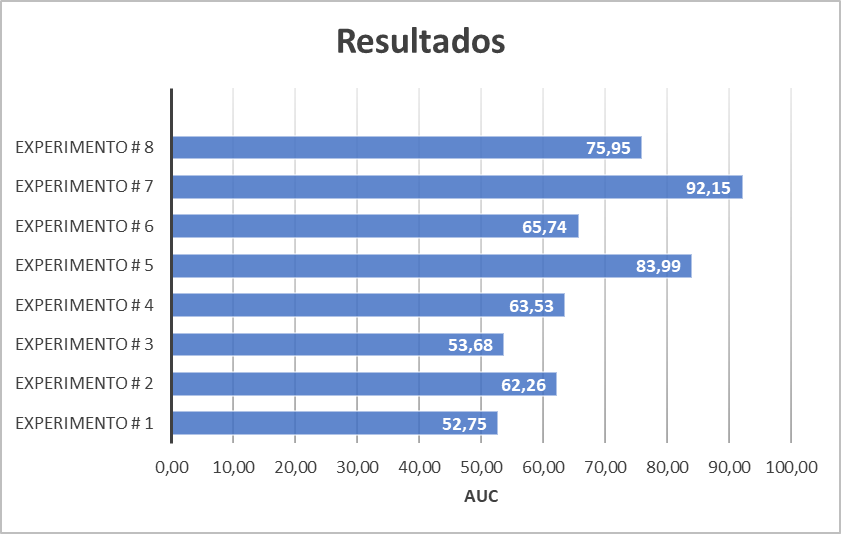 Resultados
EXPERIMENTO # 8 75,95
EXPERIMENTO # 7 92,15
EXPERIMENTO # 6 65,74
EXPERIMENTO # 5 83,99
EXPERIMENTO # 4 63,53
EXPERIMENTO # 3 53,68
EXPERIMENTO # 2 62,26
EXPERIMENTO # 1 52,75
0,00 10,00 20,00 30,00 40,00 50,00 60,00 70,00 80,00 90,00 100,00
AUC